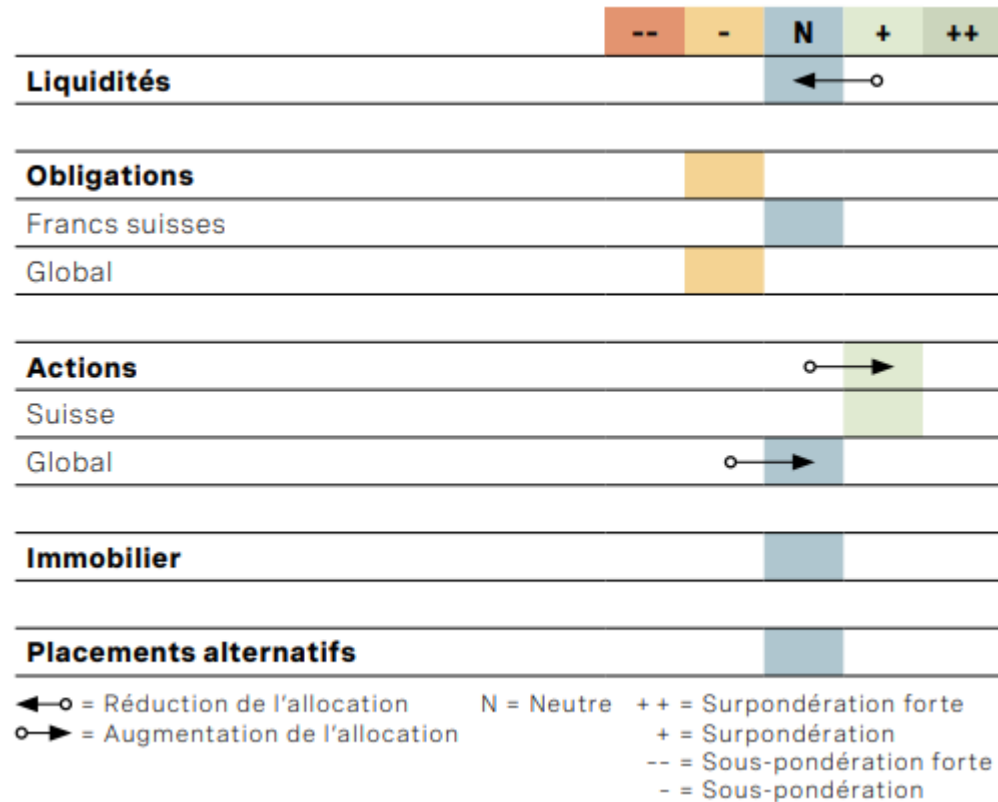 -- - N + ++
Liquidités
Obligations
Francs suisses
Global
Actions
Suisse
Global
Immobilier
Placements alternatifs
= Réduction de l'allocation N = Neutre + + = Surpondération forte
= Augmentation de l'allocation + = Surpondération
-- = Sous-pondération forte
- = Sous-pondération